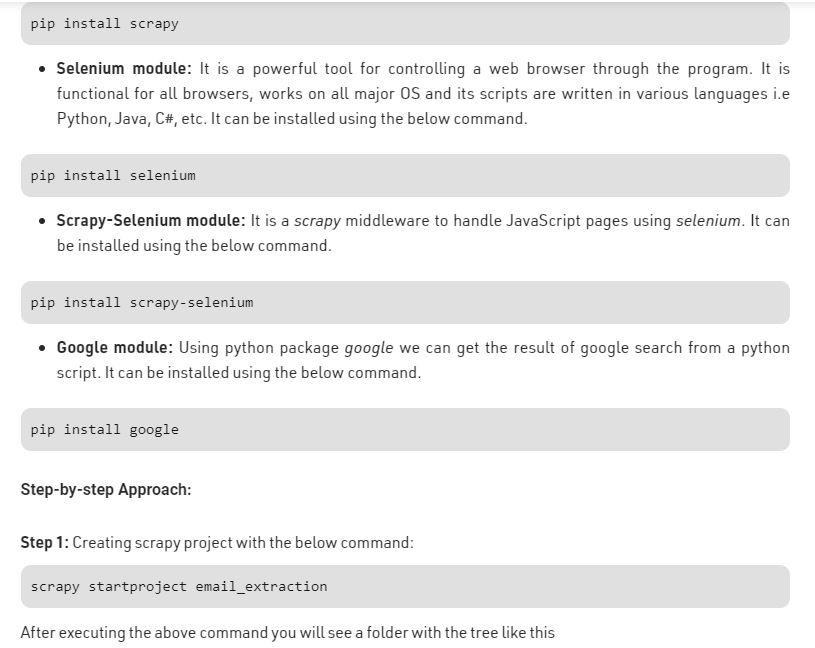 pip install scrapy
• Selenium module: It is a powerful tool for controlling a web browser through the program. It is
functional for all browsers, works on all major OS and its scripts are written in various languages i.e
Python, Java, C#, etc. It can be installed using the below command.
pip install selenium
• Scrapy-Selenium module: It is a scrapy middleware to handle JavaScript pages using selenium. It can
be installed using the below command.
pip install scrapy-selenium
• Google module: Using python package google we can get the result of google search from a python
script. It can be installed using the below command.
pip install google
Step-by-step Approach:
Step 1: Creating scrapy project with the below command:
scrapy startproject email_extraction
After executing the above command you will see a folder with the tree like this